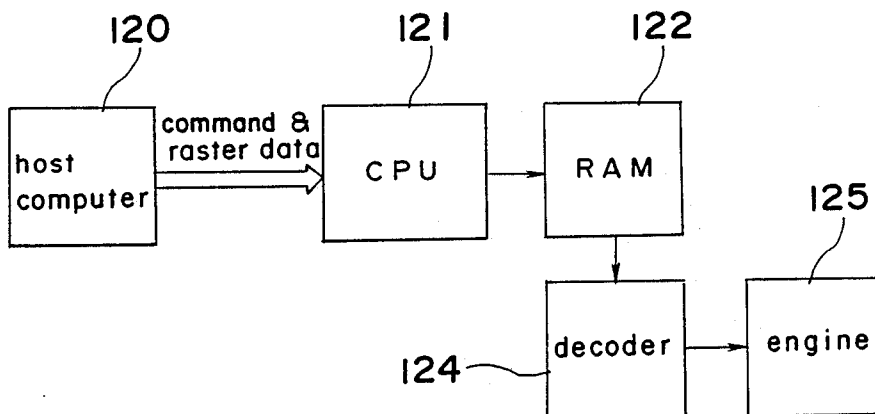 120
121
122
host
computer
command &
raster data
CPU
RAM
125
124
decoder
engine